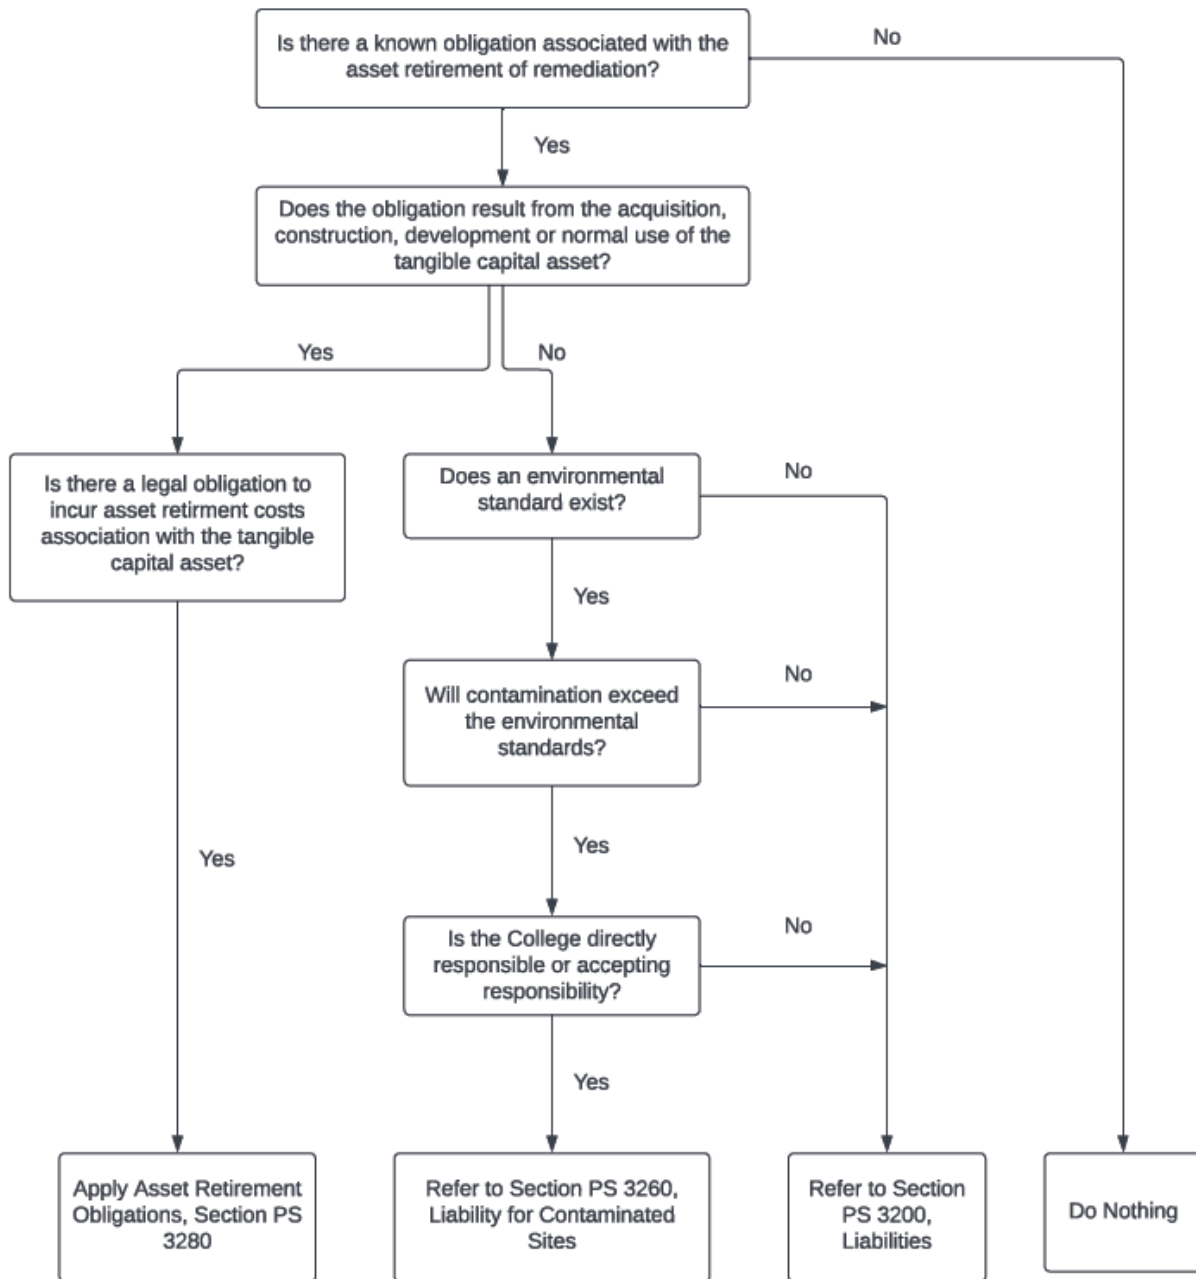 Is there a known obligation associated with the
asset retirement of remediation?
No
Yes
Does the obligation result from the acquisition,
construction, development or normal use of the
tangible capital asset?
Yes
No
Is there a legal obligation to
incur asset retirment costs
association with the tangible
capital asset?
Does an environmental
standard exist?
No
Yes
Will contamination exceed
the environmental
standards?
No
Yes
Yes
Is the College directly
responsible or accepting
responsibility?
No
Yes
Apply Asset Retirement
Obligations, Section PS
3280
Refer to Section PS 3260,
Liability for Contaminated
Sites
Refer to Section
PS 3200,
Liabilities
Do Nothing